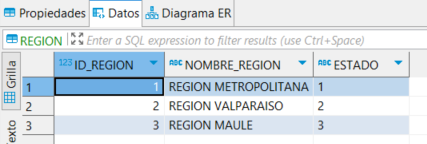 Propiedades Datos Diagrama ER
REGION Enter a SQL expression to filter results (use Ctrl+Space)
Grilla
123 ID_REGION ABC NOMBRE_REGION ABC ESTADO
1 1 REGION METROPOLITANA 1
2 2 REGION VALPARAISO 2
3 3 REGION MAULE 3